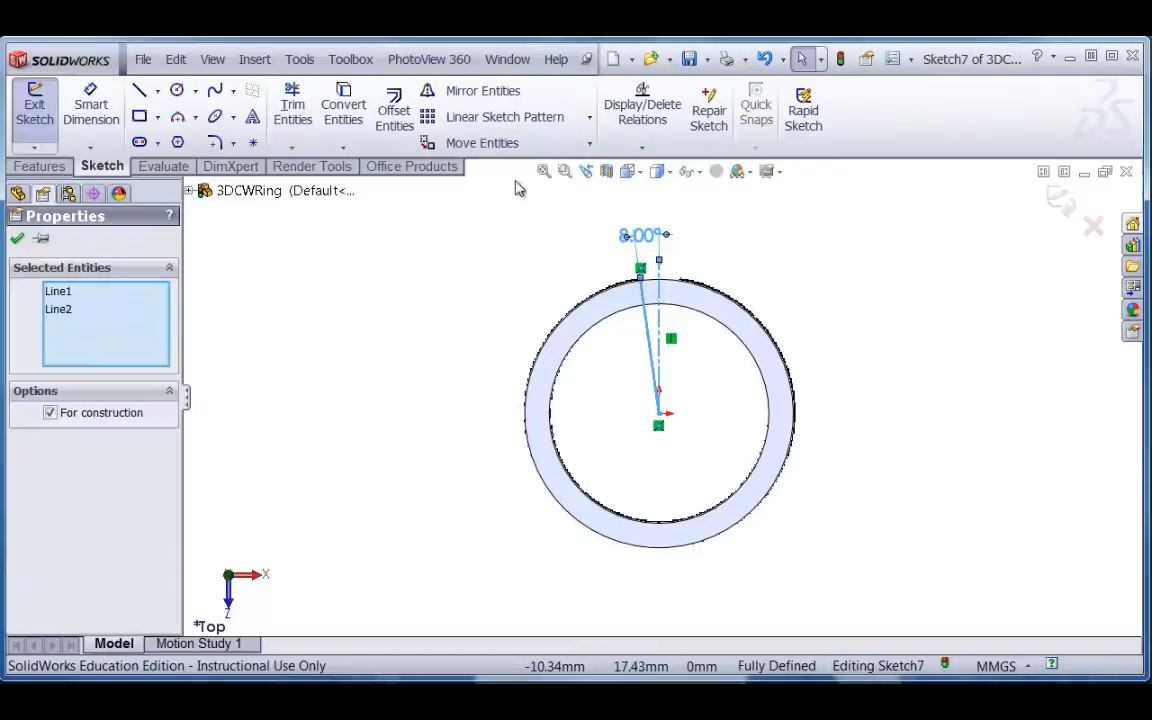 SOLIDWORKS File Edit View Insert Tools Toolbox PhotoView 360 Window Help Sketch7 of 3DC... ?
Exit Sketch
Smart Dimension
Trim Entities
Convert Entities
Offset Entities
Mirror Entities
Linear Sketch Pattern
Move Entities
Display/Delete Relations
Repair Sketch
Quick Snaps
Rapid Sketch
Features Sketch Evaluate DimXpert Render Tools Office Products
3DCWRing (Default<...
Properties ?
Selected Entities
Line1
Line2
Options
For construction
8.00°
X
Z
*Top
Model Motion Study 1
SolidWorks Education Edition - Instructional Use Only -10.34mm 17.43mm 0mm Fully Defined Editing Sketch7 MMGS ?